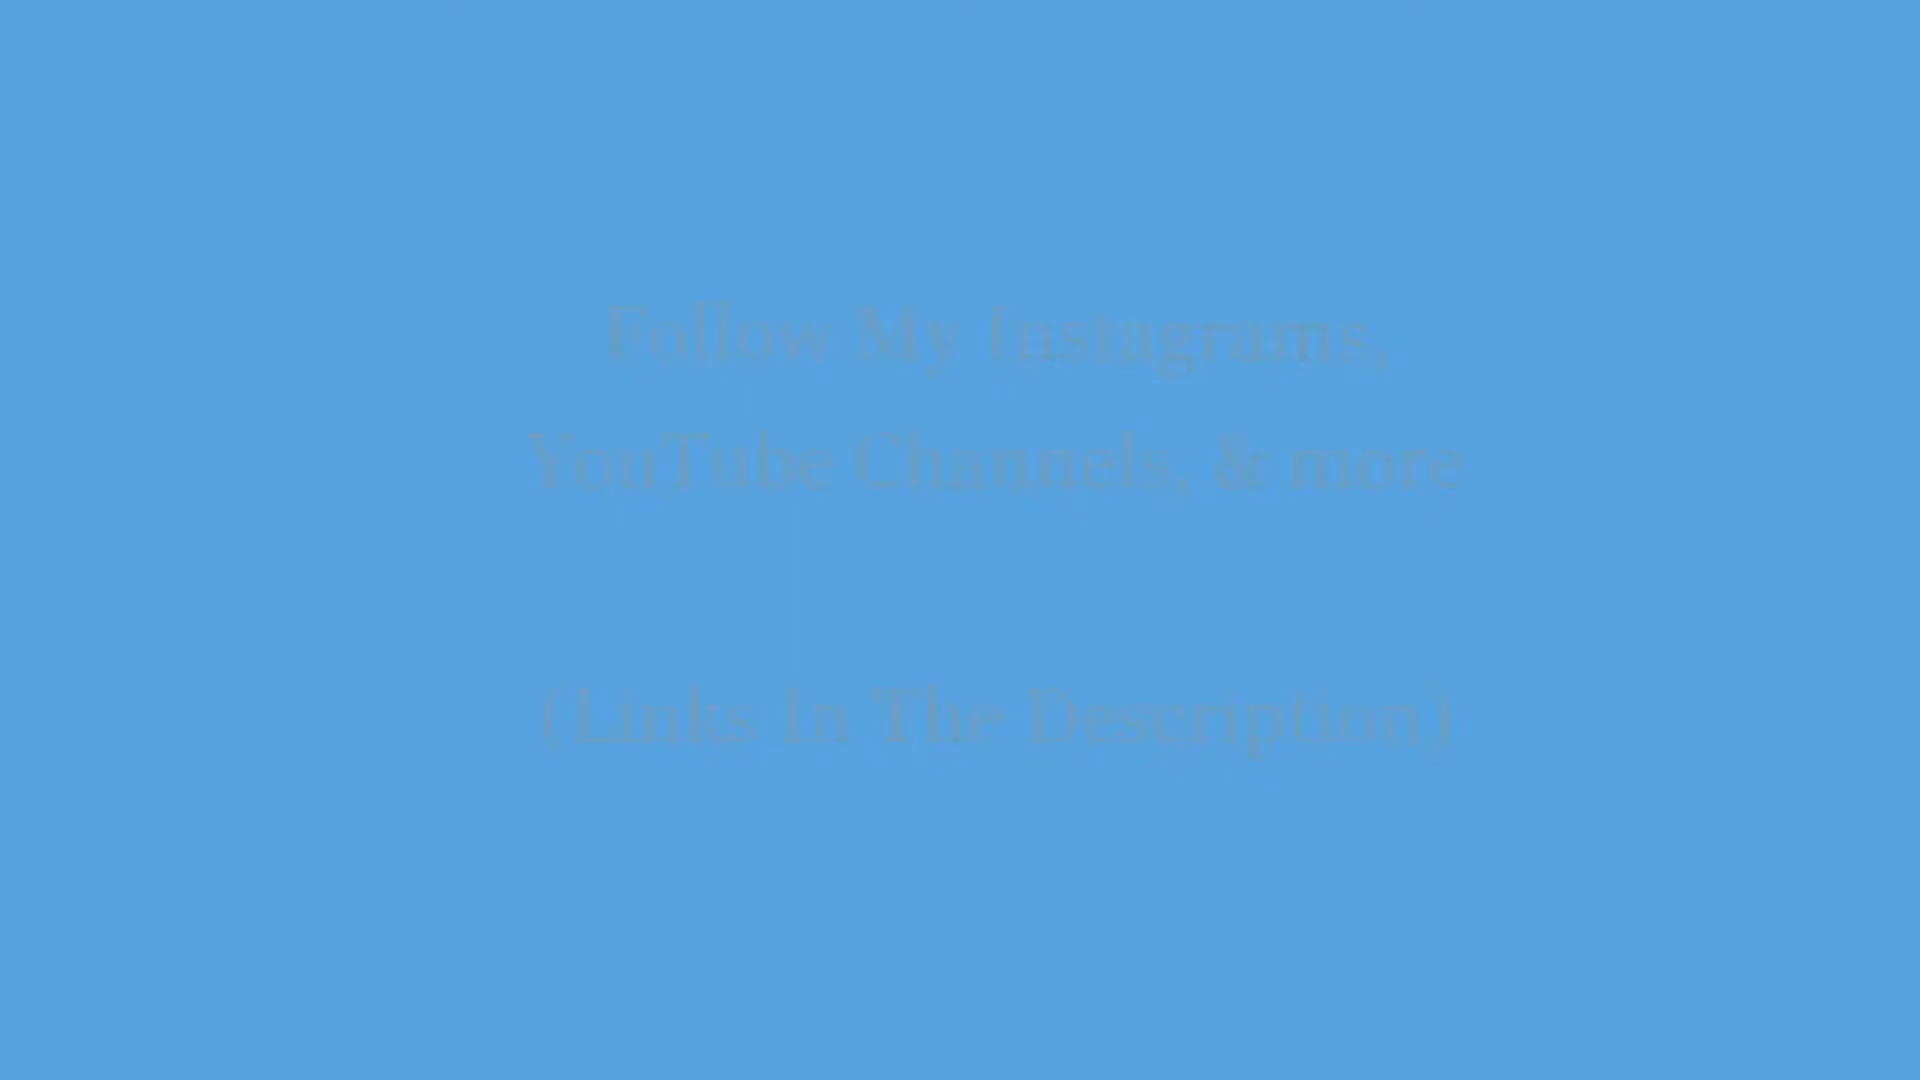 Follow My Instagrams,
YouTube Channels, & more
(Links In The Description)